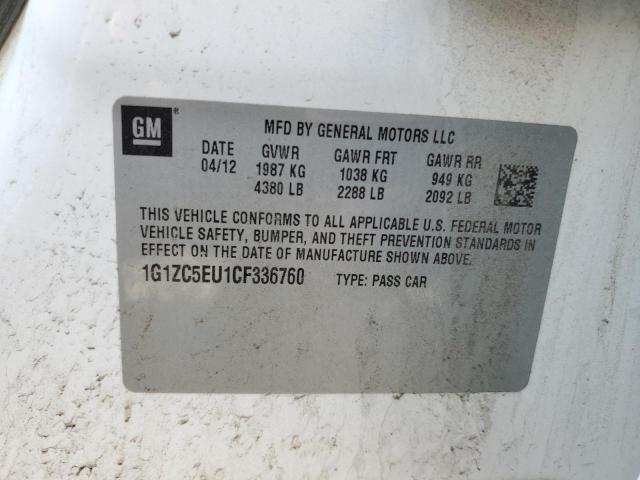 GM®
MFD BY GENERAL MOTORS LLC
DATE GVWR GAWR FRT GAWR RR
04/12 1987 KG 1038 KG 949 KG
4380 LB 2288 LB 2092 LB
THIS VEHICLE CONFORMS TO ALL APPLICABLE U.S. FEDERAL MOTOR
VEHICLE SAFETY, BUMPER, AND THEFT PREVENTION STANDARDS IN
EFFECT ON THE DATE OF MANUFACTURE SHOWN ABOVE.
1G1ZC5EU1CF336760 TYPE: PASS CAR